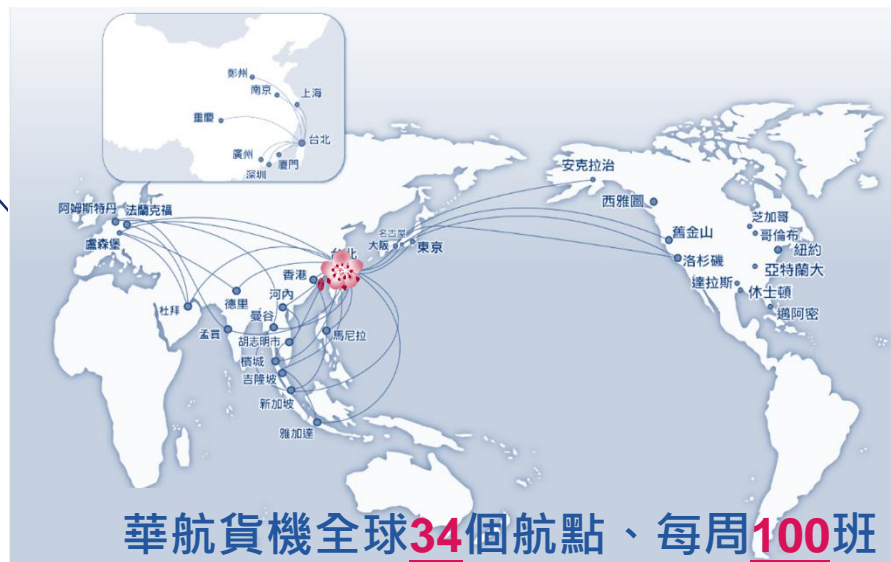 鄭州
南京
上海
重慶
台北
廣州
廈門
深圳
安克拉治
西雅圖
芝加哥
阿姆斯特丹
法蘭克福
舊金山
哥倫布
盧森堡
名古屋
大阪
東京
紐約
台北
洛杉磯
亞特蘭大
香港
達拉斯
休士頓
杜拜
德里
河內
曼谷
邁阿密
孟買
胡志明市
馬尼拉
檳城
吉隆坡
新加坡
雅加達
華航貨機全球34個航點、每周100班